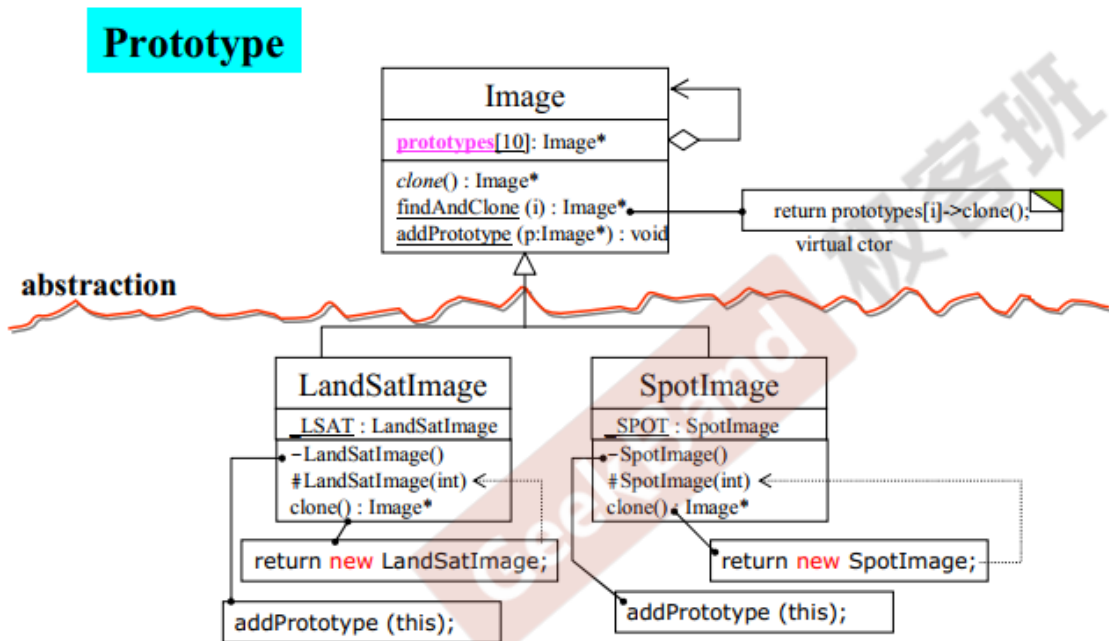 Prototype
Image
prototypes[10]: Image*
clone() : Image*
findAndClone (i) : Image*
addPrototype (p:Image*) : void
return prototypes[i]->clone();
virtual ctor
abstraction
LandSatImage
_LSAT : LandSatImage
-LandSatImage()
#LandSatImage(int)
clone() : Image*
return new LandSatImage;
addPrototype (this);
SpotImage
_SPOT : SpotImage
-SpotImage()
#SpotImage(int)
clone() : Image*
return new SpotImage;
addPrototype (this);
GeekBand 极客班